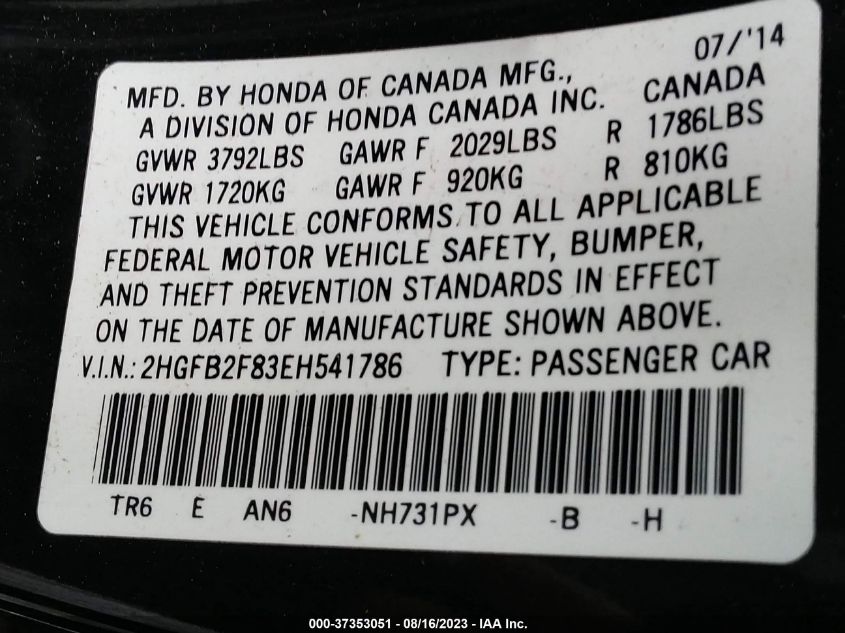 07/'14
MFD. BY HONDA OF CANADA MFG.,
A DIVISION OF HONDA CANADA INC. CANADA
GVWR 3792LBS GAWR F 2029LBS R 1786LBS
GVWR 1720KG GAWR F 920KG R 810KG
THIS VEHICLE CONFORMS TO ALL APPLICABLE
FEDERAL MOTOR VEHICLE SAFETY, BUMPER,
AND THEFT PREVENTION STANDARDS IN EFFECT
ON THE DATE OF MANUFACTURE SHOWN ABOVE.
V.I.N.: 2HGFB2F83EH541786 TYPE: PASSENGER CAR
TR6 E AN6 -NH731PX -B -H
000-37353051 - 08/16/2023 - IAA Inc.